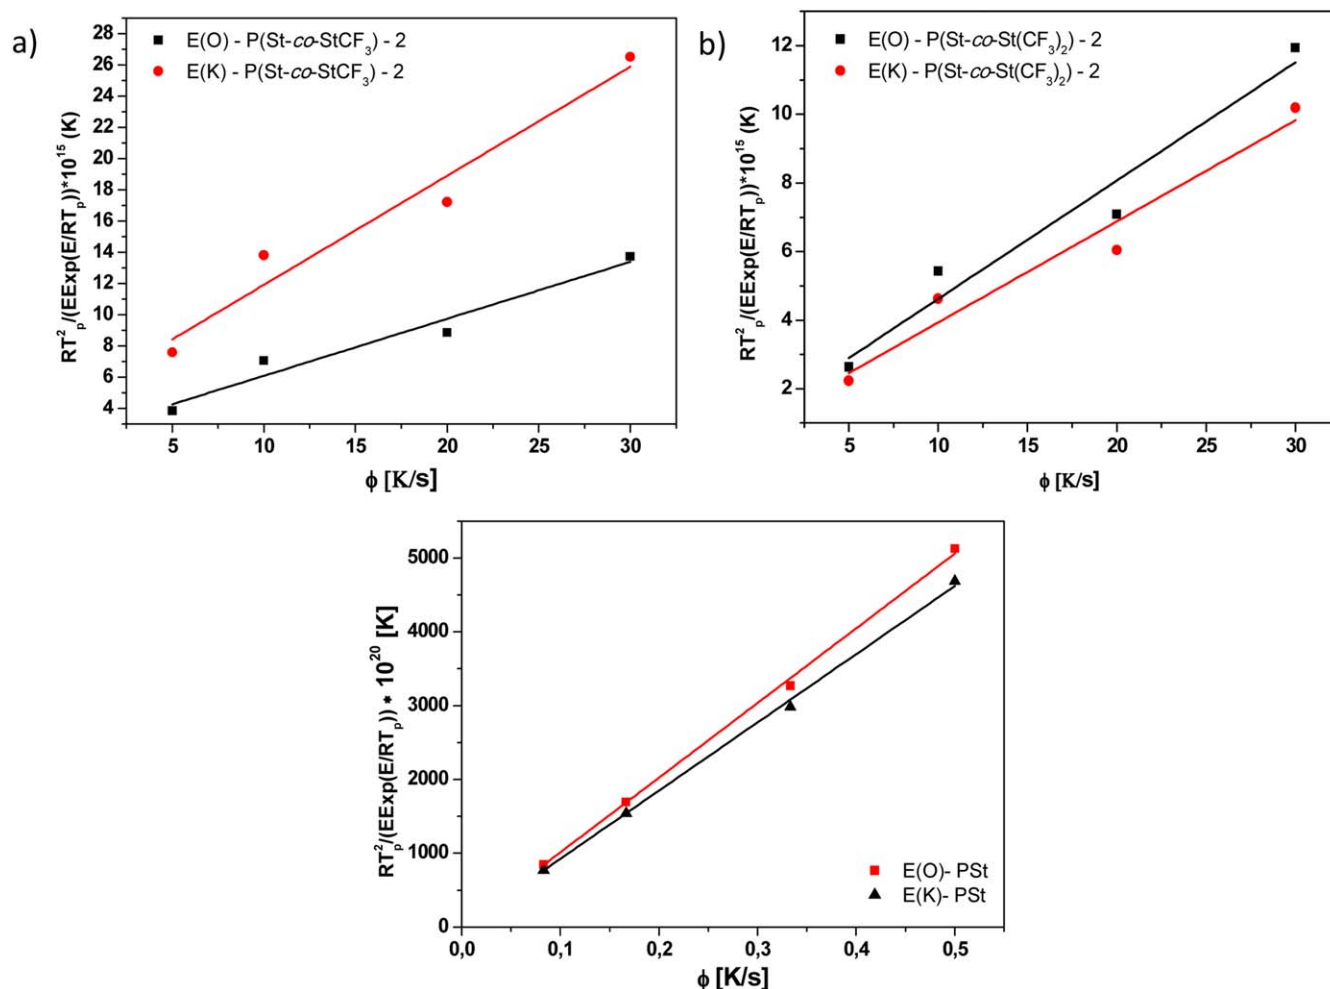 a)
E(O) - P(St-co-StCF₃) - 2
E(K) - P(St-co-StCF₃) - 2
28
26
24
22
20
18
16
14
12
10
8
6
4
RT²ₚ/(EExp(E/RTₚ))*10¹⁵ (K)
5 10 15 20 25 30
ϕ [K/s]
b)
E(O) - P(St-co-St(CF₃)₂) - 2
E(K) - P(St-co-St(CF₃)₂) - 2
12
10
8
6
4
2
RT²ₚ/(EExp(E/RTₚ))*10¹⁵ (K)
5 10 15 20 25 30
ϕ [K/s]
5000
4000
3000
2000
1000
0
RT²ₚ/(EExp(E/RTₚ)) * 10²⁰ [K]
E(O)- PSt
E(K)- PSt
0,0 0,1 0,2 0,3 0,4 0,5
ϕ [K/s]